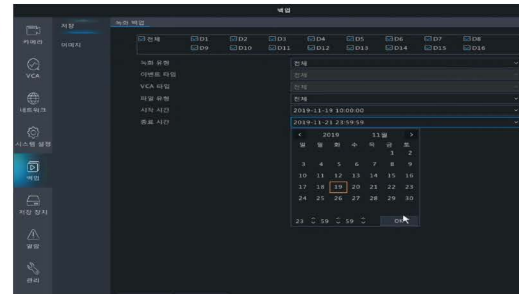 백업
카메라
VCA
네트워크
시스템 설정
백업
저장 장치
알람
관리
저장
이미지
녹화 백업
전체 D1 D2 D3 D4 D5 D6 D7 D8
D9 D10 D11 D12 D13 D14 D15 D16
녹화 유형 전체
이벤트 타입 전체
VCA 타입 전체
파일 유형 전체
시작 시간 2019-11-19 10:00:00
종료 시간 2019-11-21 23:59:59
< 2019 11월 >
일 월 화 수 목 금 토
1 2
3 4 5 6 7 8 9
10 11 12 13 14 15 16
17 18 19 20 21 22 23
24 25 26 27 28 29 30
23 59 59 OK